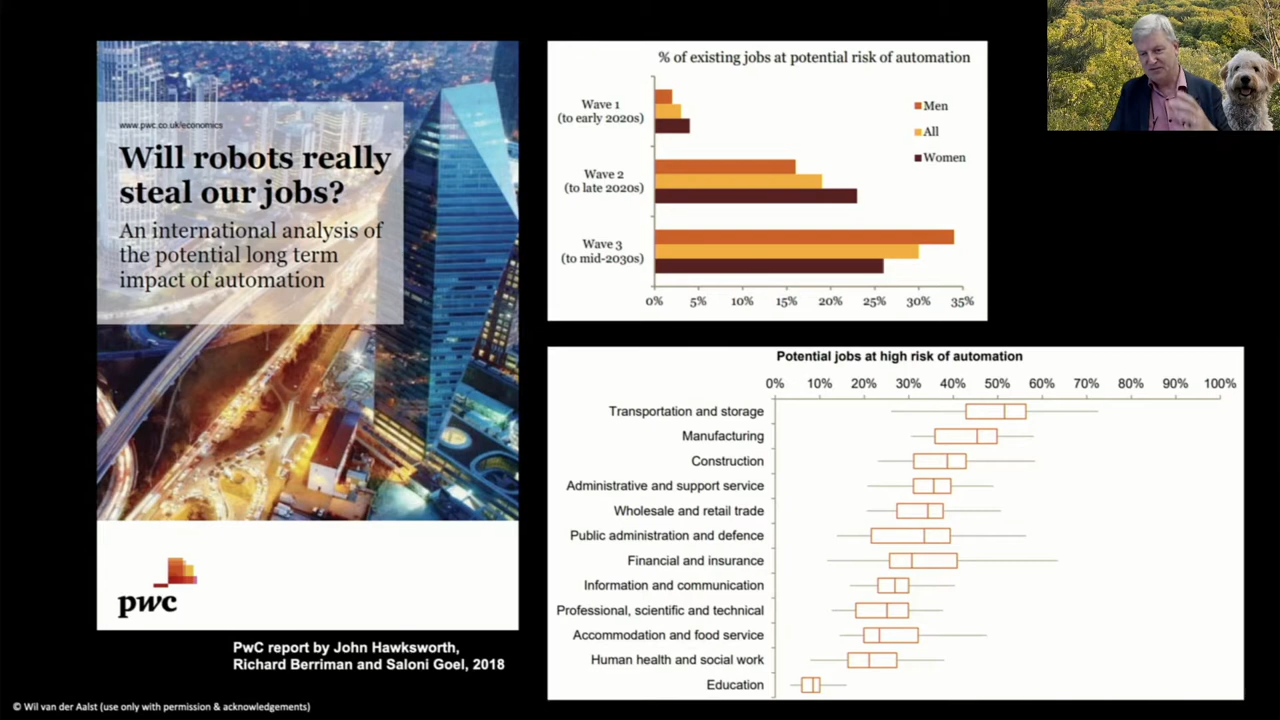 www.pwc.co.uk/economics
Will robots really
steal our jobs?
An international analysis of
the potential long term
impact of automation
pwc
PwC report by John Hawksworth,
Richard Berriman and Saloni Goel, 2018
© Wil van der Aalst (use only with permission & acknowledgements)
% of existing jobs at potential risk of automation
Wave 1
(to early 2020s)
Wave 2
(to late 2020s)
Wave 3
(to mid-2030s)
Men
All
Women
0% 5% 10% 15% 20% 25% 30% 35%
Potential jobs at high risk of automation
0% 10% 20% 30% 40% 50% 60% 70% 80% 90% 100%
Transportation and storage
Manufacturing
Construction
Administrative and support service
Wholesale and retail trade
Public administration and defence
Financial and insurance
Information and communication
Professional, scientific and technical
Accommodation and food service
Human health and social work
Education